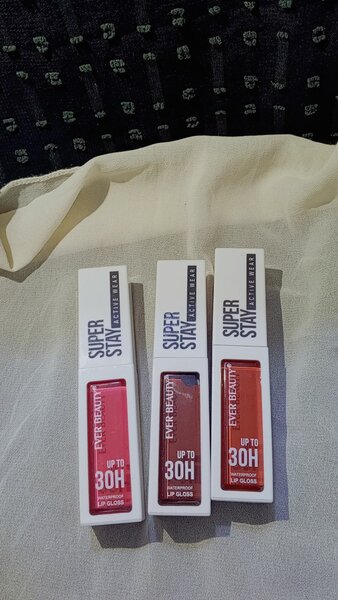 SUPER
STAY
ACTIVE WEAR
EVER BEAUTY
UP TO
30H
WATERPROOF
LIP GLOSS
SUPER
STAY
ACTIVE WEAR
EVER BEAUTY
UP TO
30H
WATERPROOF
LIP GLOSS
SUPER
STAY
ACTIVE WEAR
EVER BEAUTY®
UP TO
30H
WATERPROOF
LIP GLOSS